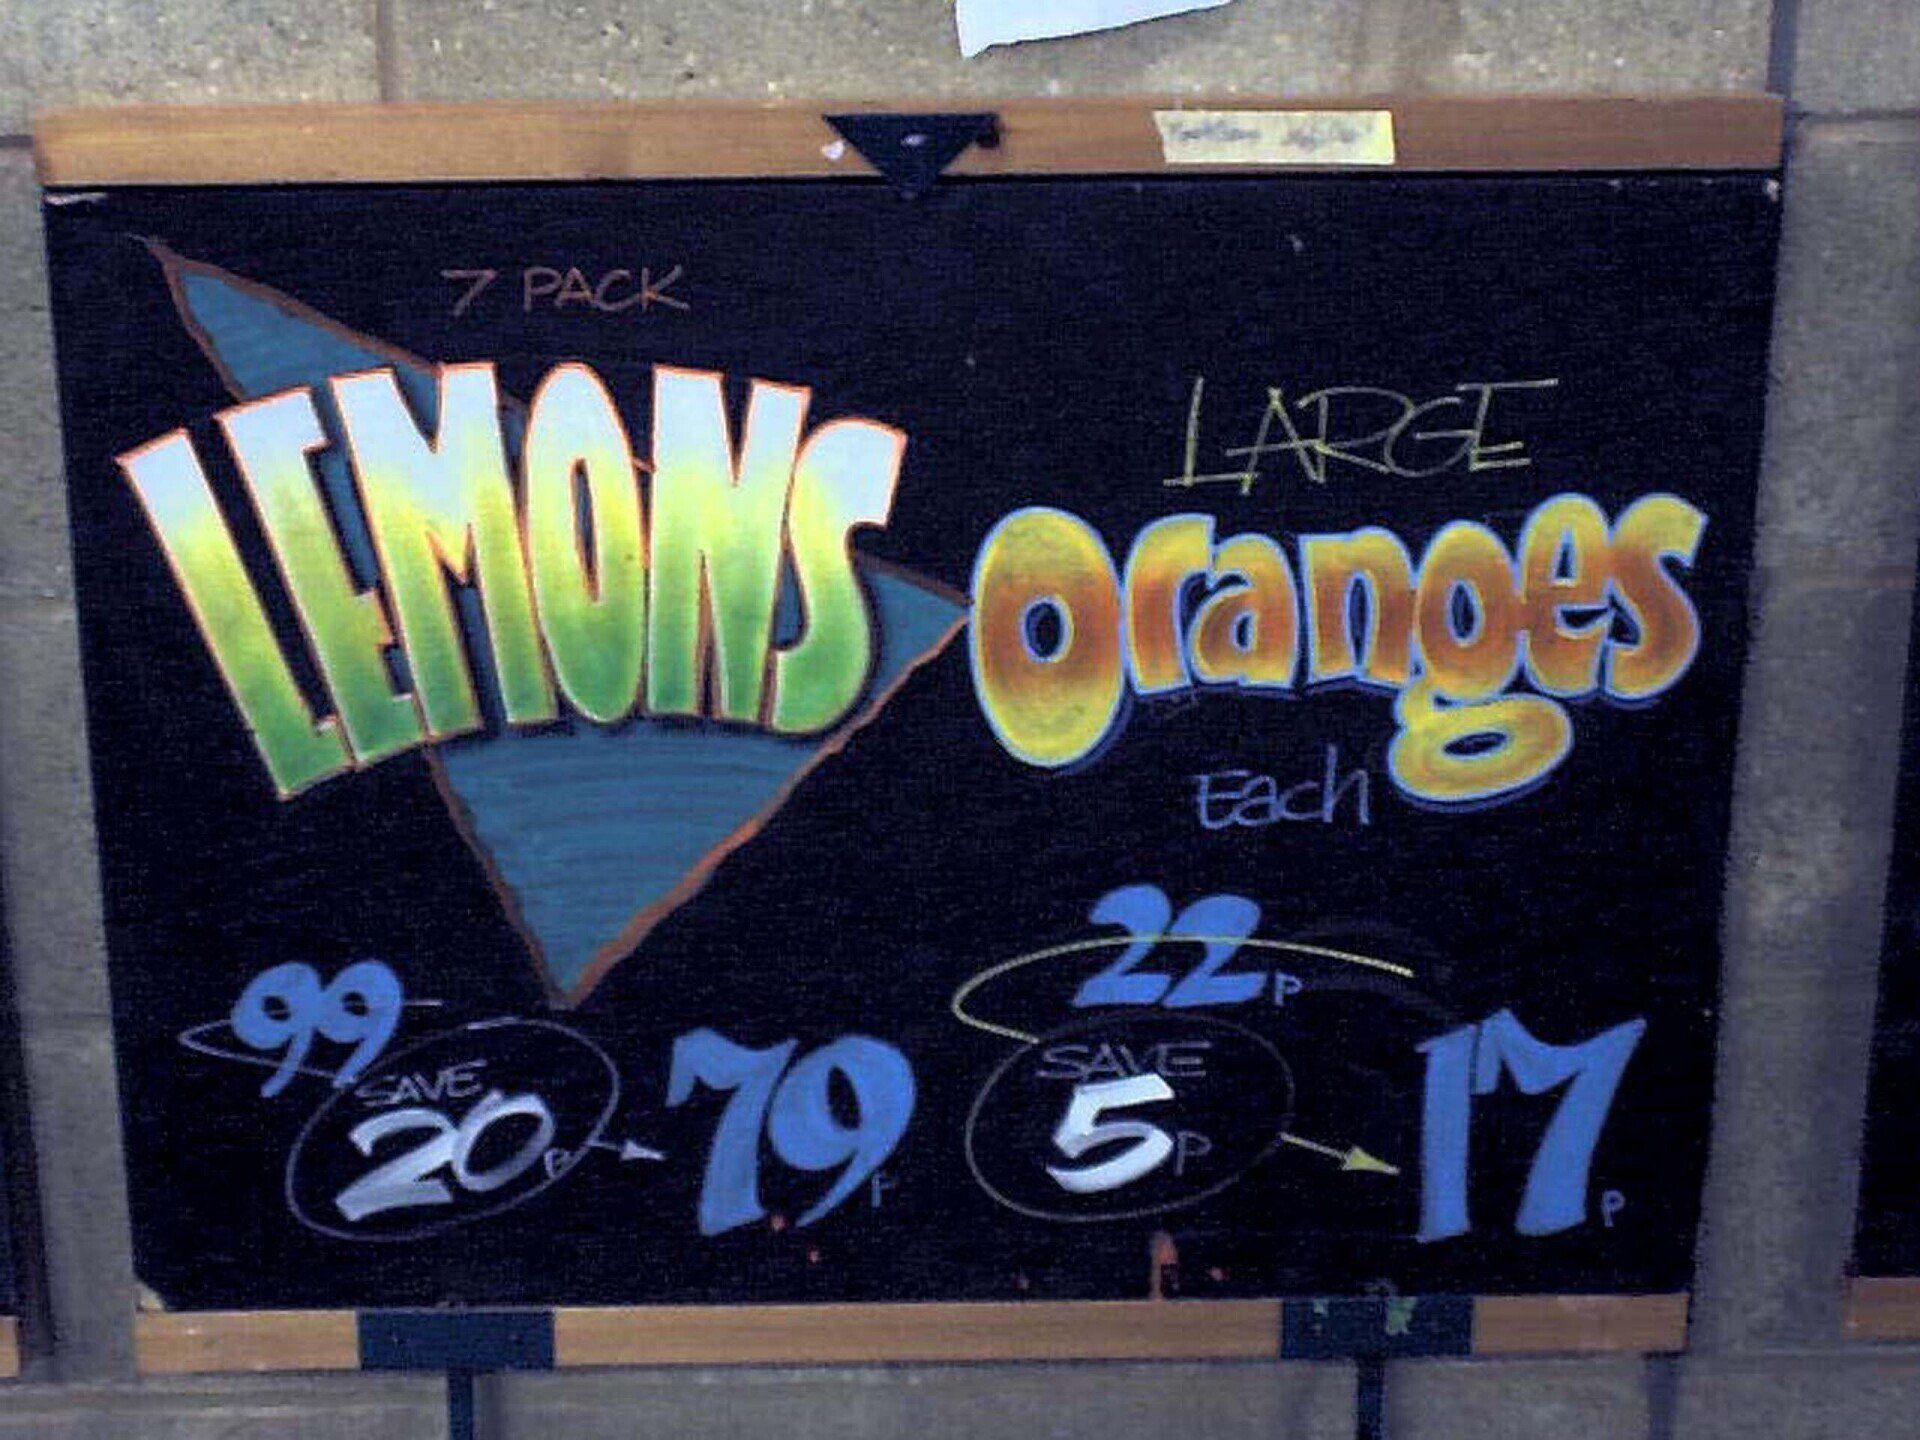 7 PACK
LEMONS
99
SAVE
20P
79P
LARGE
Oranges
Each
22P
SAVE
5P
17P